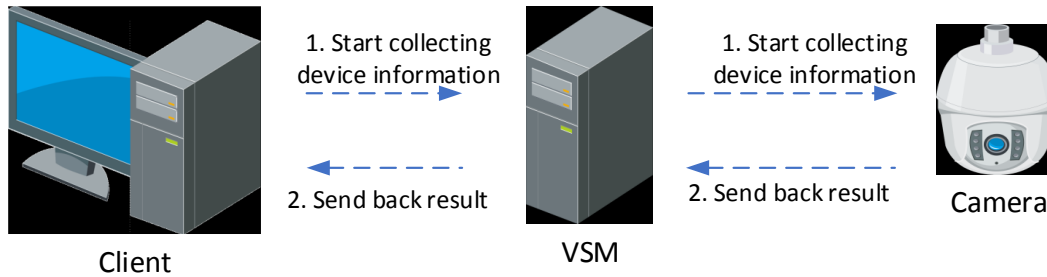 1. Start collecting
device information
1. Start collecting
device information
2. Send back result
2. Send back result
Client
VSM
Camera